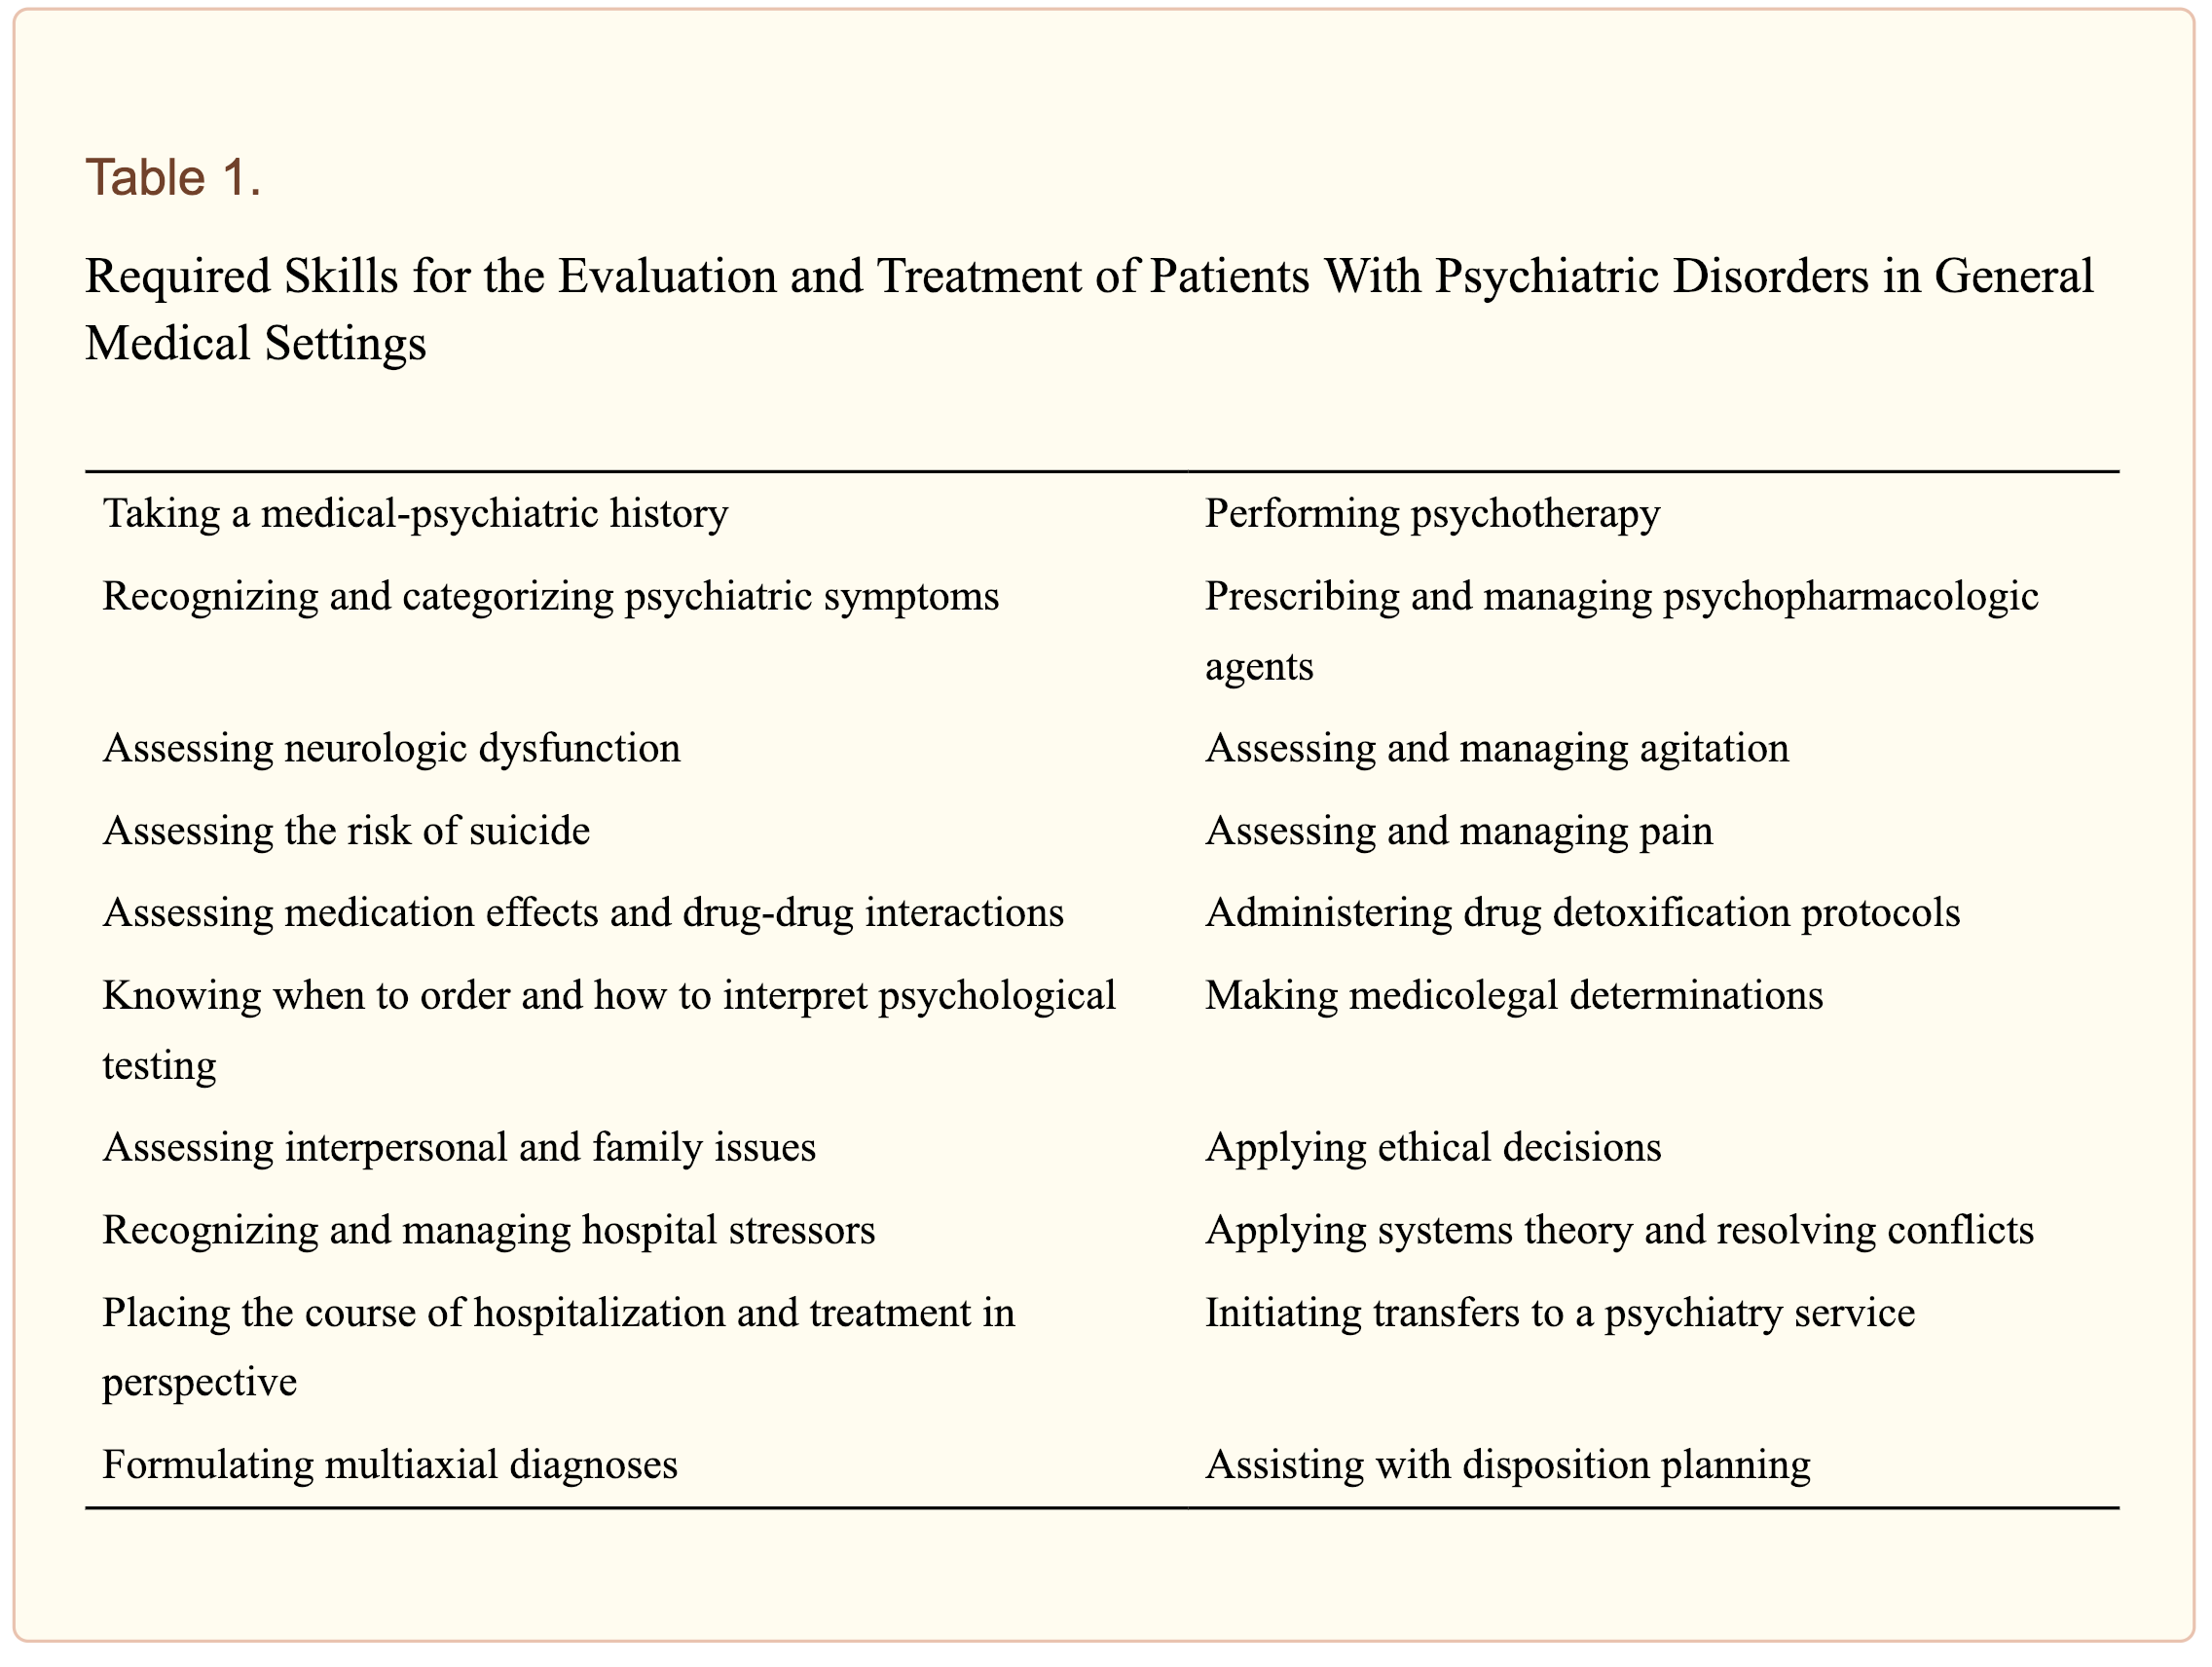 Table 1.
Required Skills for the Evaluation and Treatment of Patients With Psychiatric Disorders in General
Medical Settings
Taking a medical-psychiatric history
Performing psychotherapy
Recognizing and categorizing psychiatric symptoms
Prescribing and managing psychopharmacologic
agents
Assessing neurologic dysfunction
Assessing and managing agitation
Assessing the risk of suicide
Assessing and managing pain
Assessing medication effects and drug-drug interactions
Administering drug detoxification protocols
Knowing when to order and how to interpret psychological
testing
Making medicolegal determinations
Assessing interpersonal and family issues
Applying ethical decisions
Recognizing and managing hospital stressors
Applying systems theory and resolving conflicts
Placing the course of hospitalization and treatment in
perspective
Initiating transfers to a psychiatry service
Formulating multiaxial diagnoses
Assisting with disposition planning